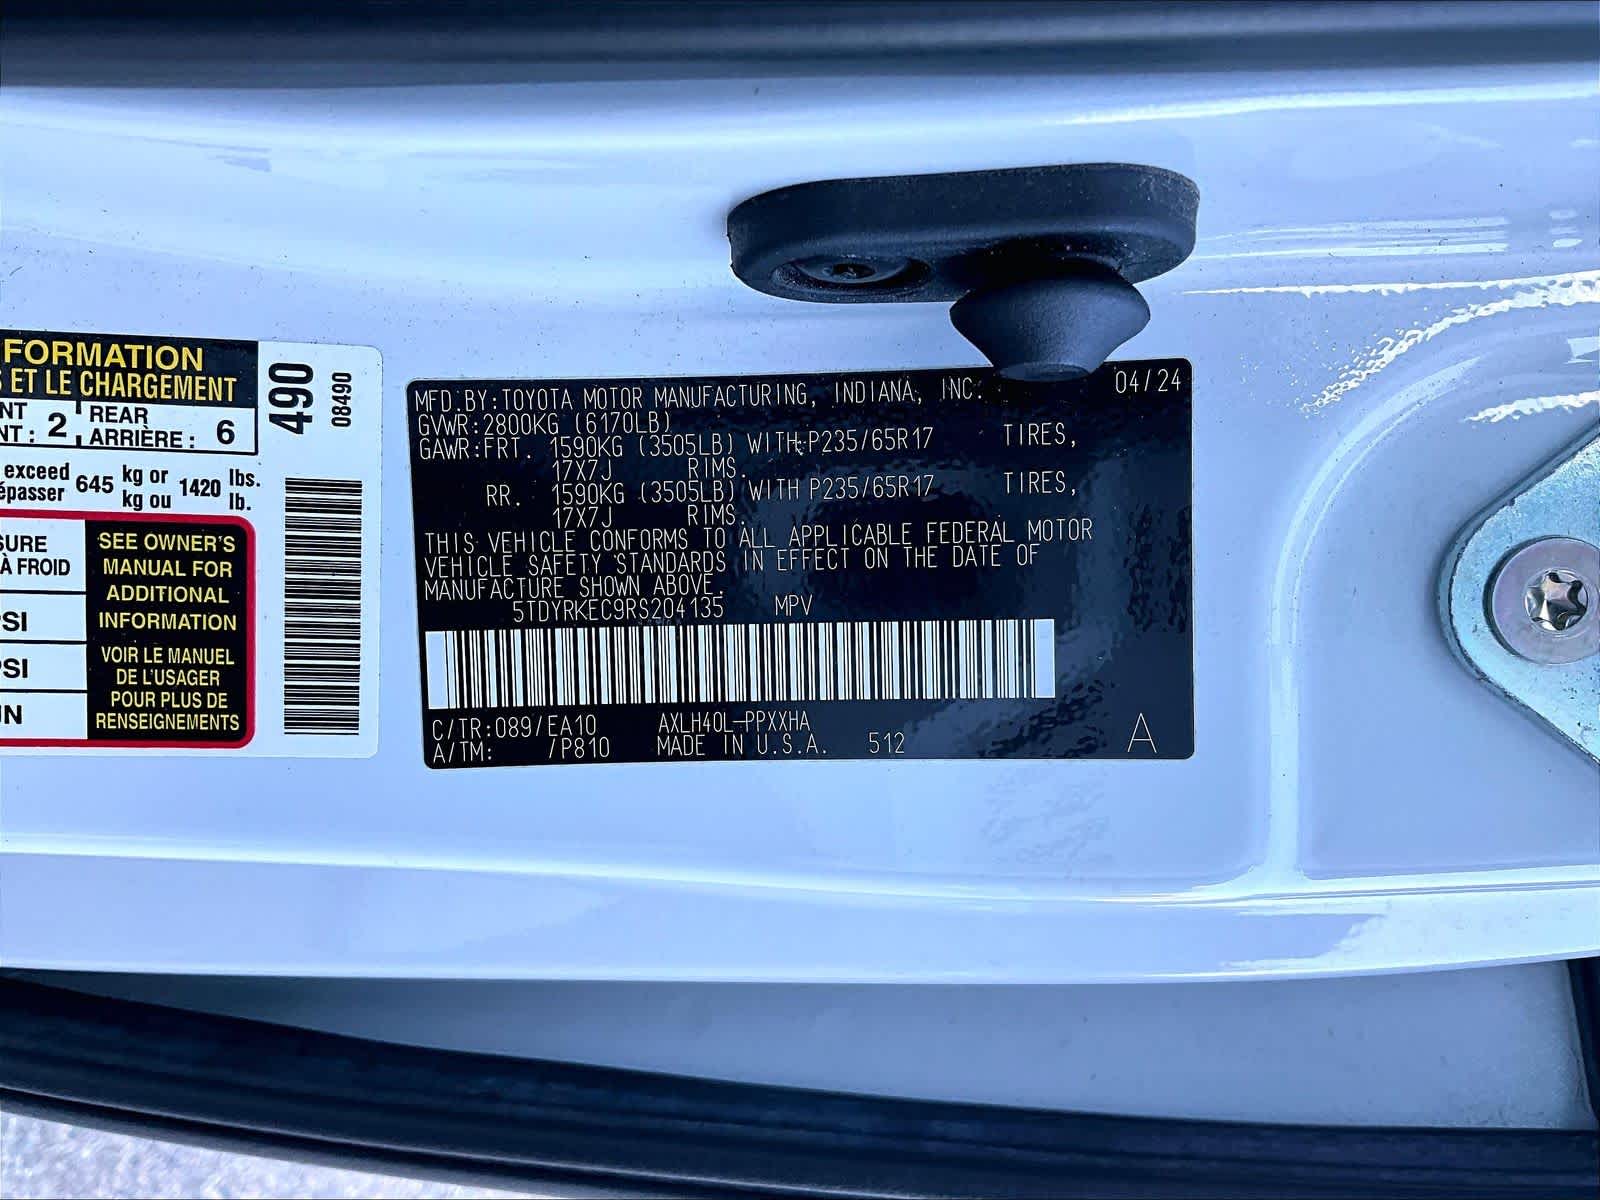 FORMATION
ET LE CHARGEMENT
NT 2 REAR
NT : ARRIÈRE : 6
exceed 645 kg or 1420 lbs.
épasser kg ou lb.
SURE
À FROID
SI
PSI
UN
SEE OWNER'S
MANUAL FOR
ADDITIONAL
INFORMATION
VOIR LE MANUEL
DE L'USAGER
POUR PLUS DE
RENSEIGNEMENTS
490
08490
MFD.BY:TOYOTA MOTOR MANUFACTURING, INDIANA, INC. 04/24
GVWR:2800KG (6170LB)
GAWR:FRT. 1590KG (3505LB) WITH P235/65R17 TIRES,
17X7J RIMS.
RR. 1590KG (3505LB) WITH P235/65R17 TIRES,
17X7J RIMS.
THIS VEHICLE CONFORMS TO ALL APPLICABLE FEDERAL MOTOR
VEHICLE SAFETY STANDARDS IN EFFECT ON THE DATE OF
MANUFACTURE SHOWN ABOVE.
5TDYRKEC9RS204135 MPV
C/TR:089/EA10 AXLH40L-PPXXHA
A/TM: /P810 MADE IN U.S.A. 512 A